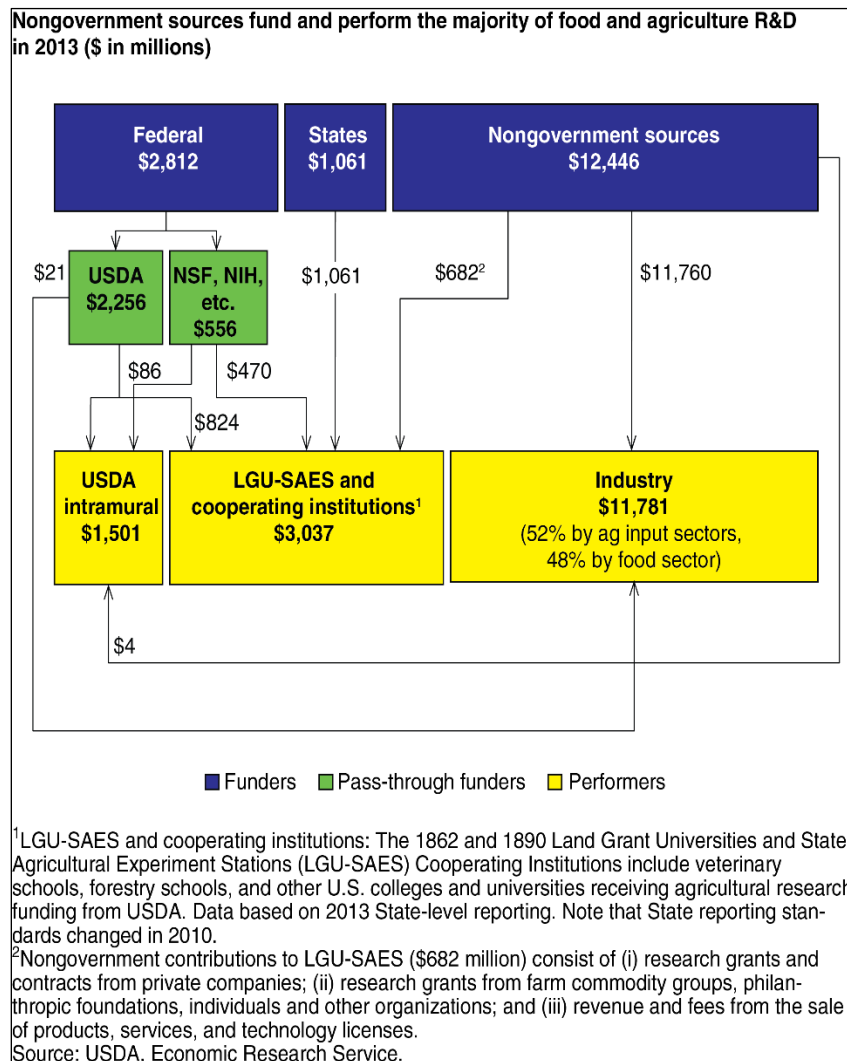 Nongovernment sources fund and perform the majority of food and agriculture R&D
in 2013 ($ in millions)
Federal
$2,812
States
$1,061
Nongovernment sources
$12,446
$21
USDA
$2,256
NSF, NIH,
etc.
$556
$1,061
$682²
$11,760
$86
$470
$824
USDA
intramural
$1,501
LGU-SAES and
cooperating institutions¹
$3,037
Industry
$11,781
(52% by ag input sectors,
48% by food sector)
$4
Funders
Pass-through funders
Performers
¹LGU-SAES and cooperating institutions: The 1862 and 1890 Land Grant Universities and State
Agricultural Experiment Stations (LGU-SAES) Cooperating Institutions include veterinary
schools, forestry schools, and other U.S. colleges and universities receiving agricultural research
funding from USDA. Data based on 2013 State-level reporting. Note that State reporting stan-
dards changed in 2010.
²Nongovernment contributions to LGU-SAES ($682 million) consist of (i) research grants and
contracts from private companies; (ii) research grants from farm commodity groups, philan-
thropic foundations, individuals and other organizations; and (iii) revenue and fees from the sale
of products, services, and technology licenses.
Source: USDA, Economic Research Service.